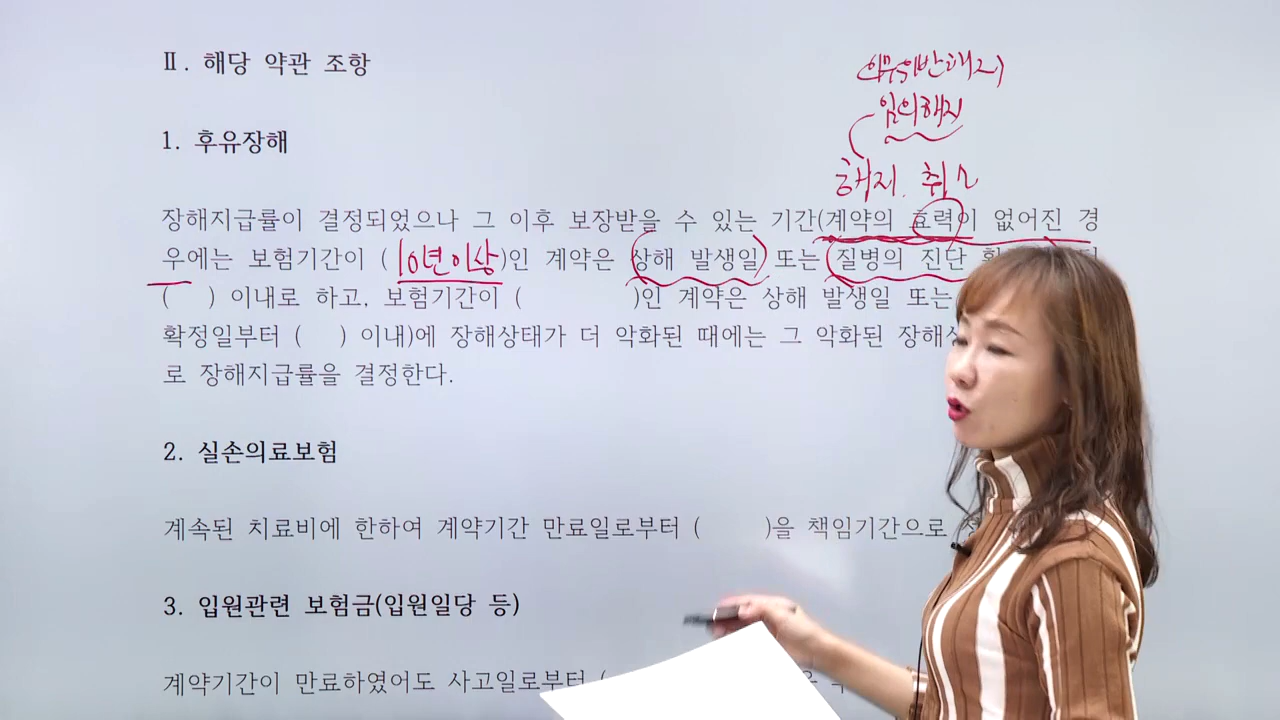 Ⅱ. 해당 약관 조항
의무위반해지
임의해지
1. 후유장해
해지. 취소
장해지급률이 결정되었으나 그 이후 보장받을 수 있는 기간(계약의 효력이 없어진 경
우에는 보험기간이 ( 10년이상 )인 계약은 상해 발생일 또는 질병의 진단
( ) 이내로 하고, 보험기간이 ( )인 계약은 상해 발생일 또는
확정일부터 ( ) 이내)에 장해상태가 더 악화된 때에는 그 악화된
로 장해지급률을 결정한다.
2. 실손의료보험
계속된 치료비에 한하여 계약기간 만료일로부터 ( )을 책임기간으로
3. 입원관련 보험금(입원일당 등)
계약기간이 만료하였어도 사고일로부터 (